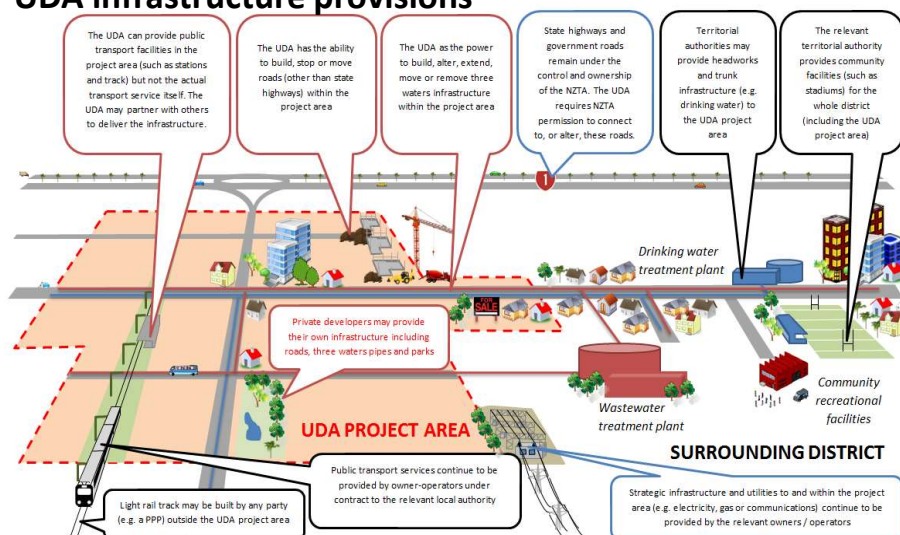 UDA infrastructure provisions
The UDA can provide public
transport facilities in the
project area (such as stations
and track) but not the actual
transport service itself. The
UDA may partner with others
to deliver the infrastructure.
The UDA has the ability
to build, stop or move
roads (other than state
highways) within the
project area
The UDA as the power
to build, alter, extend,
move or remove three
waters infrastructure
within the project area
State highways and
government roads
remain under the
control and ownership
of the NZTA. The UDA
requires NZTA
permission to connect
to, or alter, these roads.
Territorial
authorities may
provide headworks
and trunk
infrastructure (e.g.
drinking water) to
the UDA project
area
The relevant
territorial authority
provides community
facilities (such as
stadiums) for the
whole district
(including the UDA
project area)
1
Drinking water
treatment plant
FOR
SALE
Private developers may provide
their own infrastructure including
roads, three waters pipes and parks
Wastewater
treatment plant
Community
recreational
facilities
UDA PROJECT AREA
SURROUNDING DISTRICT
Public transport services continue to be
provided by owner-operators under
contract to the relevant local authority
Light rail track may be built by any party
(e.g. a PPP) outside the UDA project area
Strategic infrastructure and utilities to and within the project
area (e.g. electricity, gas or communications) continue to be
provided by the relevant owners / operators